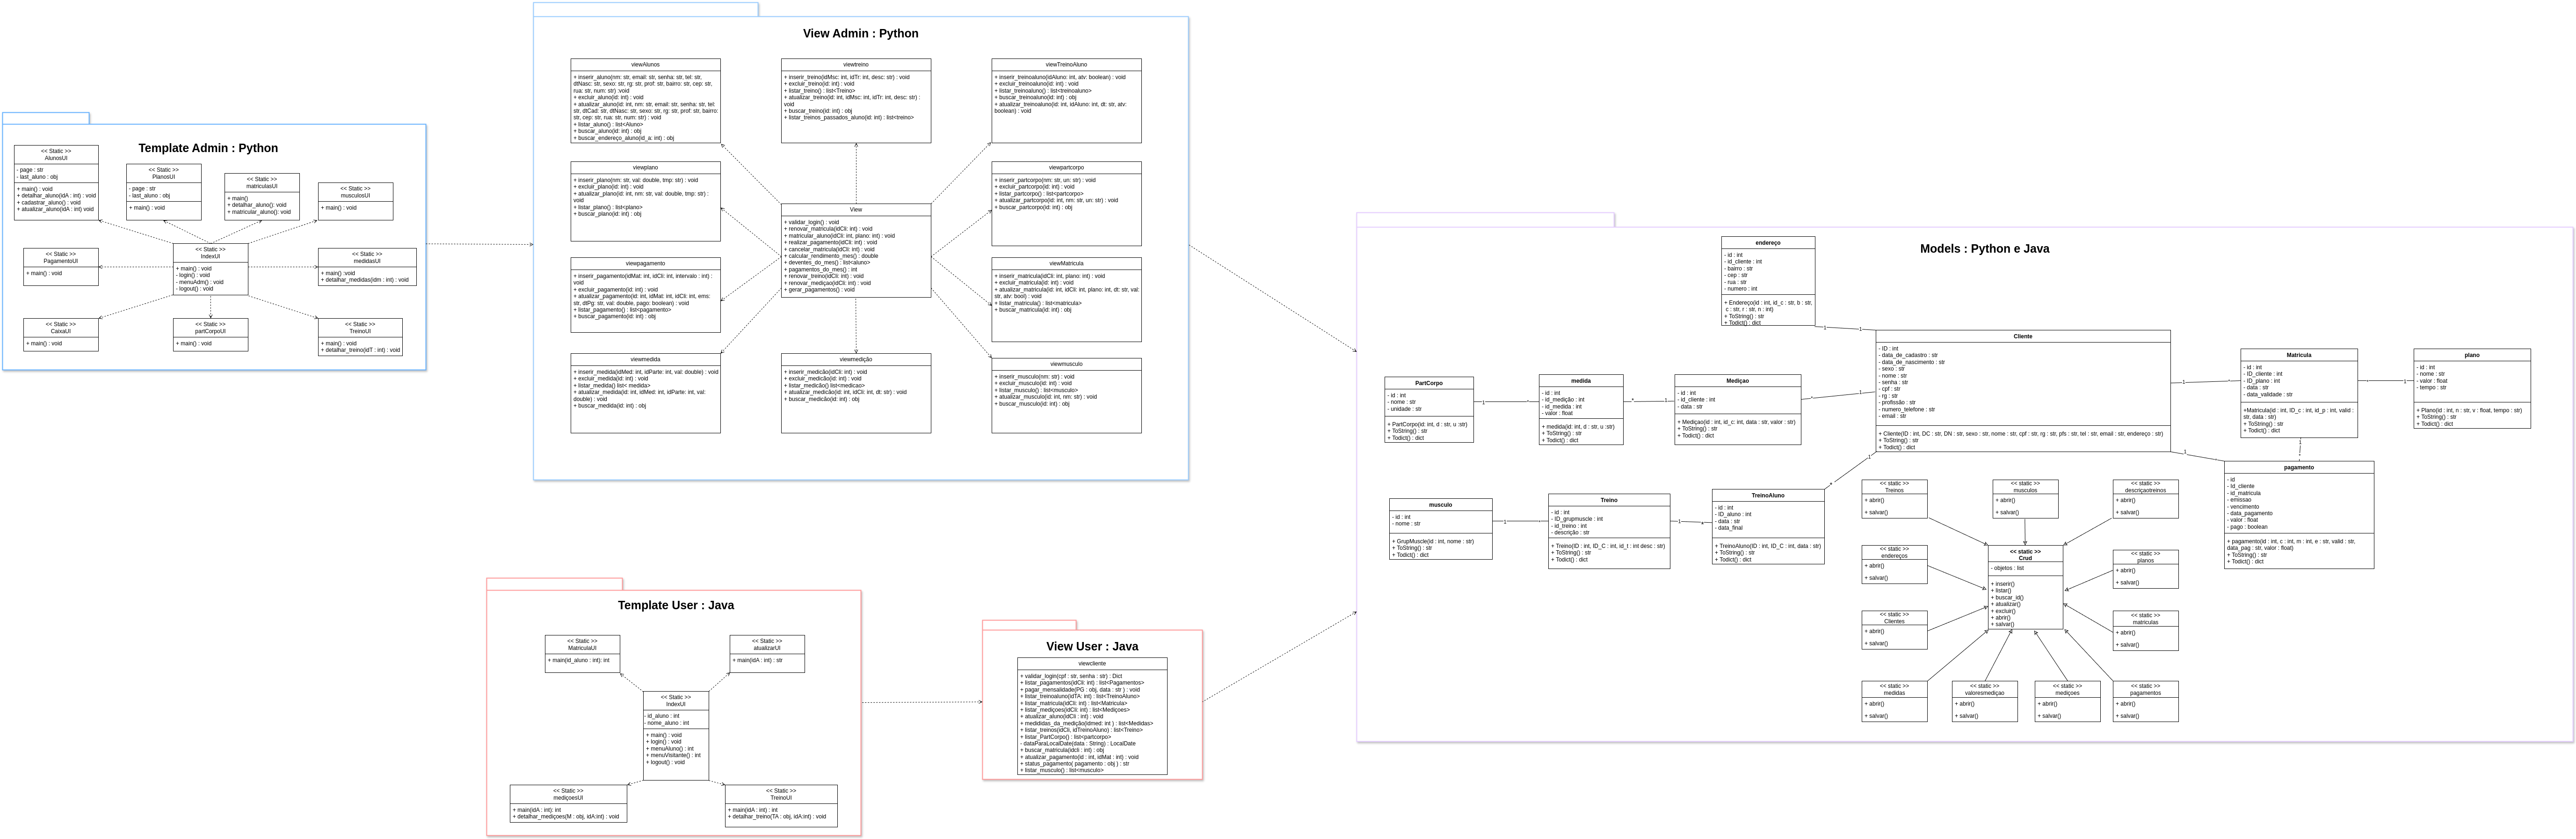 View Admin : Python
viewAlunos
+ inserir_aluno(nm: str, email: str, senha: str, tel: str,
dtNasc: str, sexo: str, rg: str, prof: str, bairro: str, cep: str,
rua: str, num: str) :void
+ excluir_aluno(id: int) : void
+ atualizar_aluno(id: int, nm: str, email: str, senha: str, tel:
str, dtCad: str, dtNasc: str, sexo: str, rg: str, prof: str, bairro:
str, cep: str, rua: str, num: str) : void
+ listar_aluno() : list<Aluno>
+ buscar_aluno(id: int) : obj
+ buscar_endereço_aluno(id_a: int) : obj
viewtreino
+ inserir_treino(idMsc: int, idTr: int, desc: str) : void
+ excluir_treino(id: int) : void
+ listar_treino() : list<Treino>
+ atualizar_treino(id: int, idMsc: int, idTr: int, desc: str) :
void
+ buscar_treino(id: int) : obj
+ listar_treinos_passados_aluno(id: int) : list<treino>
viewTreinoAluno
+ inserir_treinoaluno(idAluno: int, atv: boolean) : void
+ excluir_treinoaluno(id: int) : void
+ listar_treinoaluno() : list<treinoaluno>
+ buscar_treinoaluno(id: int) : obj
+ atualizar_treinoaluno(id: int, idAluno: int, dt: str, atv:
boolean) : void
viewplano
+ inserir_plano(nm: str, val: double, tmp: str) : void
+ excluir_plano(id: int) : void
+ atualizar_plano(id: int, nm: str, val: double, tmp: str) :
void
+ listar_plano() : list<plano>
+ buscar_plano(id: int) : obj
viewpartcorpo
+ inserir_partcorpo(nm: str, un: str) : void
+ excluir_partcorpo(id: int) : void
+ listar_partcorpo() : list<partcorpo>
+ atualizar_partcorpo(id: int, nm: str, un: str) : void
+ buscar_partcorpo(id: int) : obj
View
+ validar_login() : void
+ renovar_matricula(idCli: int) : void
+ matricular_aluno(idCli: int, plano: int) : void
+ realizar_pagamento(idCli: int) : void
+ cancelar_matricula(idCli: int) : void
+ calcular_rendimento_mes() : double
+ deventes_do_mes() : list<aluno>
+ pagamentos_do_mes() : int
+ renovar_treino(idCli: int) : void
+ renovar_mediçao(idCli: int) : void
+ gerar_pagamentos() : void
viewpagamento
+ inserir_pagamento(idMat: int, idCli: int, intervalo : int) :
void
+ excluir_pagamento(id: int) : void
+ atualizar_pagamento(id: int, idMat: int, idCli: int, ems:
str, dtPg: str, val: double, pago: boolean) : void
+ listar_pagamento() : list<pagamento>
+ buscar_pagamento(id: int) : obj
viewMatricula
+ inserir_matricula(idCli: int, plano: int) : void
+ excluir_matricula(id: int) : void
+ atualizar_matricula(id: int, idCli: int, plano: int, dt: str, val:
str, atv: bool) : void
+ listar_matricula() : list<matricula>
+ buscar_matricula(id: int) : obj
viewmedida
+ inserir_medida(idMed: int, idParte: int, val: double) : void
+ excluir_medida(id: int) : void
+ listar_medida() list< medida>
+ atualizar_medida(id: int, idMed: int, idParte: int, val:
double) : void
+ buscar_medida(id: int) : obj
viewmedição
+ inserir_medicão(idCli: int) : void
+ excluir_medicão(id: int) : void
+ listar_medicão() list<medicao>
+ atualizar_medicão(id: int, idCli: int, dt: str) : void
+ buscar_medicão(id: int) : obj
viewmusculo
+ inserir_musculo(nm: str) : void
+ excluir_musculo(id: int) : void
+ listar_musculo() : list<musculo>
+ atualizar_musculo(id: int, nm: str) : void
+ buscar_musculo(id: int) : obj
Template Admin : Python
<< Static >>
AlunosUI
- page : str
- last_aluno : obj
+ main() : void
+ detalhar_aluno(idA : int) : void
+ cadastrar_aluno() : void
+ atualizar_aluno(idA : int) void
<< Static >>
PlanosUI
- page : str
- last_aluno : obj
+ main() : void
<< Static >>
matriculasUI
+ main()
+ detalhar_aluno(): void
+ matricular_aluno(): void
<< Static >>
musculosUI
+ main() : void
<< Static >>
PagamentoUI
+ main() : void
<< Static >>
IndexUI
+ main() : void
- login() : void
- menuAdm() : void
- logout() : void
<< Static >>
medidasUI
+ main() :void
+ detalhar_medidas(idm : int) : void
<< Static >>
CaixaUI
+ main() : void
<< Static >>
partCorpoUI
+ main() : void
<< Static >>
TreinoUI
+ main() : void
+ detalhar_treino(idT : int) : void
Models : Python e Java
endereço
- id : int
- id_cliente : int
- bairro : str
- cep : str
- rua : str
- numero : int
+ Endereço(id : int, id_c : str, b : str,
c : str, r : str, n : int)
+ ToString() : str
+ Todict() : dict
1
1
Cliente
- ID : int
- data_de_cadastro : str
- data_de_nascimento : str
- sexo : str
- nome : str
- senha : str
- cpf : str
- rg : str
- profissão : str
- numero_telefone : str
- email : str
+ Cliente(ID : int, DC : str, DN : str, sexo : str, nome : str, cpf : str, rg : str, pfs : str, tel : str, email : str, endereço : str)
+ ToString() : str
+ Todict() : dict
Matricula
- id : int
- ID_cliente : int
- ID_plano : int
- data : str
- data_validade : str
+Matricula(id : int, ID_c : int, id_p : int, valid :
str, data : str)
+ ToString() : str
+ Todict() : dict
plano
- id : int
- nome : str
- valor : float
- tempo : str
+ Plano(id : int, n : str, v : float, tempo : str)
+ ToString() : str
+ Todict() : dict
PartCorpo
- id : int
- nome : str
- unidade : str
+ PartCorpo(id: int, d : str, u :str)
+ ToString() : str
+ Todict() : dict
1
medida
- id : int
- id_medição : int
- id_medida : int
- valor : float
+ medida(id: int, d : str, u :str)
+ ToString() : str
+ Todict() : dict
*
1
Mediçao
- id : int
- id_cliente : int
- data : str
+ Mediçao(id : int, id_c: int, data : str, valor : str)
+ ToString() : str
+ Todict() : dict
*
1
1
1
1
1
1
*
pagamento
- id
- Id_cliente
- id_matricula
- emissao
- vencimento
- data_pagamento
- valor : float
- pago : boolean
+ pagamento(id : int, c : int, m : int, e : str, valid : str,
data_pag : str, valor : float)
+ ToString() : str
+ Todict() : dict
musculo
- id : int
- nome : str
+ GrupMuscle(id : int, nome : str)
+ ToString() : str
+ Todict() : dict
1
Treino
- id : int
- ID_grupmuscle : int
- id_treino : int
- descrição : str
+ Treino(ID : int, ID_C : int, id_t : int desc : str)
+ ToString() : str
+ Todict() : dict
1
*
TreinoAluno
- id : int
- ID_aluno : int
- data : str
- data_final
+ TreinoAluno(ID : int, ID_C : int, data : str)
+ ToString() : str
+ Todict() : dict
<< static >>
Treinos
+ abrir()
+ salvar()
<< static >>
musculos
+ abrir()
+ salvar()
<< static >>
descriçaotreinos
+ abrir()
+ salvar()
<< static >>
endereços
+ abrir()
+ salvar()
<< static >>
Crud
- objetos : list
+ inserir()
+ listar()
+ buscar_id()
+ atualizar()
+ excluir()
+ abrir()
+ salvar()
<< static >>
planos
+ abrir()
+ salvar()
<< static >>
Clientes
+ abrir()
+ salvar()
<< static >>
matriculas
+ abrir()
+ salvar()
<< static >>
medidas
+ abrir()
+ salvar()
<< static >>
valoresmediçao
+ abrir()
+ salvar()
<< static >>
mediçoes
+ abrir()
+ salvar()
<< static >>
pagamentos
+ abrir()
+ salvar()
Template User : Java
<< Static >>
MatriculaUI
+ main(id_aluno : int): int
<< Static >>
atualizarUI
+ main(idA : int) : str
<< Static >>
IndexUI
- id_aluno : int
- nome_aluno : int
+ main() : void
+ login() : void
+ menuAluno() : int
+ menuVisitante() : int
+ logout() : void
<< Static >>
mediçoesUI
+ main(idA : int): int
+ detalhar_mediçoes(M : obj, idA:int) : void
<< Static >>
TreinoUI
+ main(idA : int) : int
+ detalhar_treino(TA : obj, idA:int) : void
View User : Java
viewcliente
+ validar_login(cpf : str, senha : str) : Dict
+ listar_pagamentos(idCli: int) : list<Pagamentos>
+ pagar_mensalidade(PG : obj, data : str ) : void
+ listar_treinoaluno(idTA: int) : list<TreinoAluno>
+ listar_matricula(idCli: int) : list<Matricula>
+ listar_mediçoes(idCli: int) : list<Mediçoes>
+ atualizar_aluno(idCli : int) : void
+ medididas_da_medição(idmed: int ) : list<Medidas>
+ listar_treinos(idCli, idTreinoAluno) : list<Treino>
+ listar_PartCorpo() : list<partcorpo>
- dataParaLocalDate(data : String) : LocalDate
+ buscar_matricula(idcli : int) : obj
+ atualizar_pagamento(id : int, idMat : int) : void
+ status_pagamento( pagamento : obj ) : str
+ listar_musculo() : list<musculo>